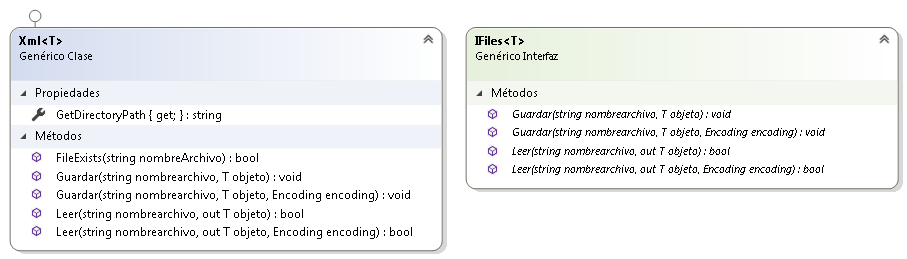 Xml<T>
Genérico Clase
Propiedades
GetDirectoryPath { get; } : string
Métodos
FileExists(string nombreArchivo) : bool
Guardar(string nombrearchivo, T objeto) : void
Guardar(string nombrearchivo, T objeto, Encoding encoding) : void
Leer(string nombrearchivo, out T objeto) : bool
Leer(string nombrearchivo, out T objeto, Encoding encoding) : bool
IFiles<T>
Genérico Interfaz
Métodos
Guardar(string nombrearchivo, T objeto) : void
Guardar(string nombrearchivo, T objeto, Encoding encoding) : void
Leer(string nombrearchivo, out T objeto) : bool
Leer(string nombrearchivo, out T objeto, Encoding encoding) : bool